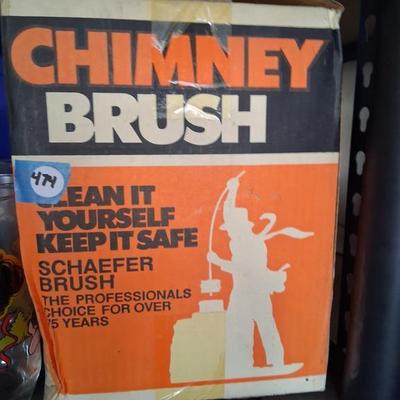 CHIMNEY
BRUSH
474
CLEAN IT
YOURSELF
KEEP IT SAFE
SCHAEFER
BRUSH
THE PROFESSIONALS
CHOICE FOR OVER
75 YEARS